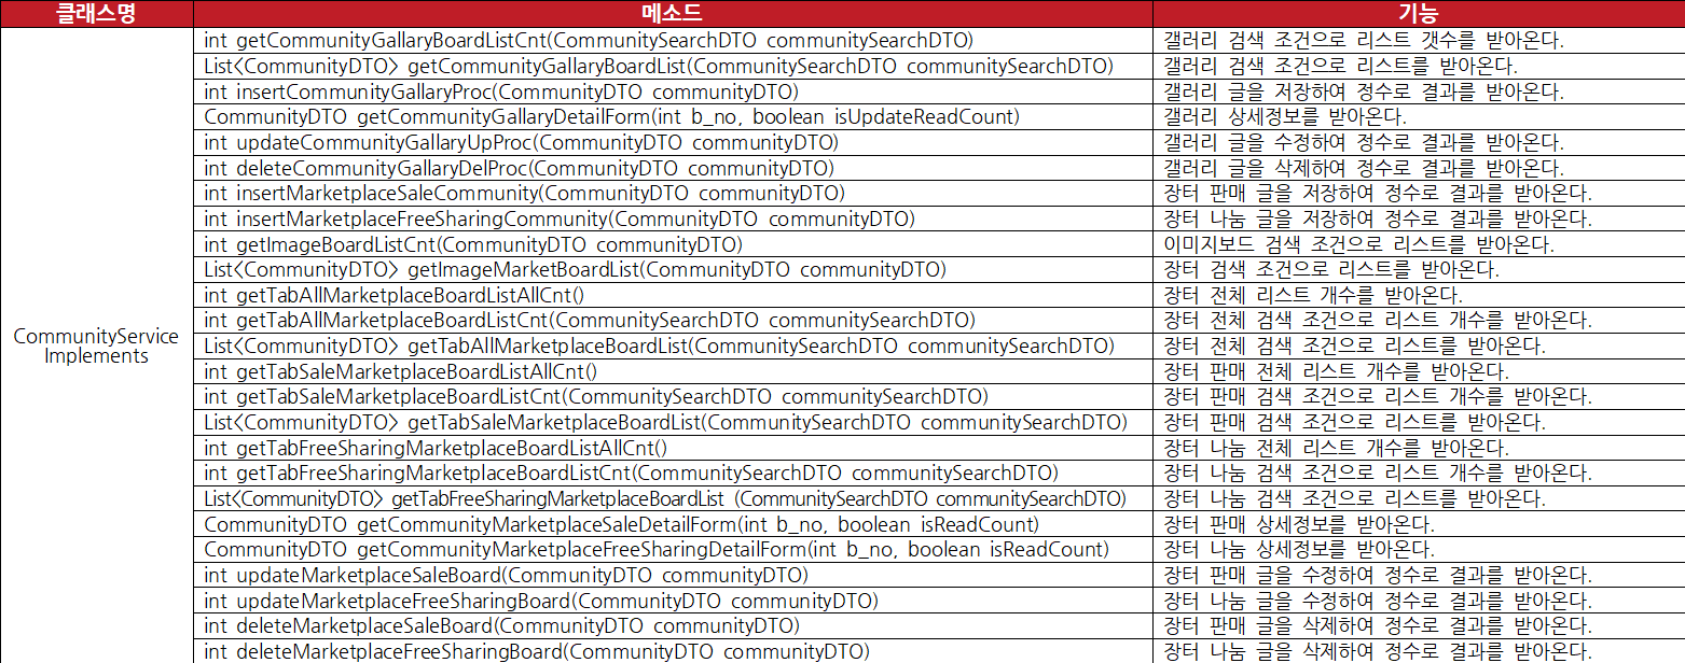 클래스명 메소드 기능
int getCommunityGallaryBoardListCnt(CommunitySearchDTO communitySearchDTO) 갤러리 검색 조건으로 리스트 갯수를 받아온다.
List<CommunityDTO> getCommunityGallaryBoardList(CommunitySearchDTO communitySearchDTO) 갤러리 검색 조건으로 리스트를 받아온다.
int insertCommunityGallaryProc(CommunityDTO communityDTO) 갤러리 글을 저장하여 정수로 결과를 받아온다.
CommunityDTO getCommunityGallaryDetailForm(int b_no, boolean isUpdateReadCount) 갤러리 상세정보를 받아온다.
int updateCommunityGallaryUpProc(CommunityDTO communityDTO) 갤러리 글을 수정하여 정수로 결과를 받아온다.
int deleteCommunityGallaryDelProc(CommunityDTO communityDTO) 갤러리 글을 삭제하여 정수로 결과를 받아온다.
int insertMarketplaceSaleCommunity(CommunityDTO communityDTO) 장터 판매 글을 저장하여 정수로 결과를 받아온다.
int insertMarketplaceFreeSharingCommunity(CommunityDTO communityDTO) 장터 나눔 글을 저장하여 정수로 결과를 받아온다.
int getImageBoardListCnt(CommunityDTO communityDTO) 이미지보드 검색 조건으로 리스트를 받아온다.
List<CommunityDTO> getImageMarketBoardList(CommunityDTO communityDTO) 장터 검색 조건으로 리스트를 받아온다.
int getTabAllMarketplaceBoardListAllCnt() 장터 전체 리스트 개수를 받아온다.
int getTabAllMarketplaceBoardListCnt(CommunitySearchDTO communitySearchDTO) 장터 전체 검색 조건으로 리스트 개수를 받아온다.
CommunityService
Implements
List<CommunityDTO> getTabAllMarketplaceBoardList(CommunitySearchDTO communitySearchDTO) 장터 전체 검색 조건으로 리스트를 받아온다.
int getTabSaleMarketplaceBoardListAllCnt() 장터 판매 전체 리스트 개수를 받아온다.
int getTabSaleMarketplaceBoardListCnt(CommunitySearchDTO communitySearchDTO) 장터 판매 검색 조건으로 리스트 개수를 받아온다.
List<CommunityDTO> getTabSaleMarketplaceBoardList(CommunitySearchDTO communitySearchDTO) 장터 판매 검색 조건으로 리스트를 받아온다.
int getTabFreeSharingMarketplaceBoardListAllCnt() 장터 나눔 전체 리스트 개수를 받아온다.
int getTabFreeSharingMarketplaceBoardListCnt(CommunitySearchDTO communitySearchDTO) 장터 나눔 검색 조건으로 리스트 개수를 받아온다.
List<CommunityDTO> getTabFreeSharingMarketplaceBoardList (CommunitySearchDTO communitySearchDTO) 장터 나눔 검색 조건으로 리스트를 받아온다.
CommunityDTO getCommunityMarketplaceSaleDetailForm(int b_no, boolean isReadCount) 장터 판매 상세정보를 받아온다.
CommunityDTO getCommunityMarketplaceFreeSharingDetailForm(int b_no, boolean isReadCount) 장터 나눔 상세정보를 받아온다.
int updateMarketplaceSaleBoard(CommunityDTO communityDTO) 장터 판매 글을 수정하여 정수로 결과를 받아온다.
int updateMarketplaceFreeSharingBoard(CommunityDTO communityDTO) 장터 나눔 글을 수정하여 정수로 결과를 받아온다.
int deleteMarketplaceSaleBoard(CommunityDTO communityDTO) 장터 판매 글을 삭제하여 정수로 결과를 받아온다.
int deleteMarketplaceFreeSharingBoard(CommunityDTO communityDTO) 장터 나눔 글을 삭제하여 정수로 결과를 받아온다.